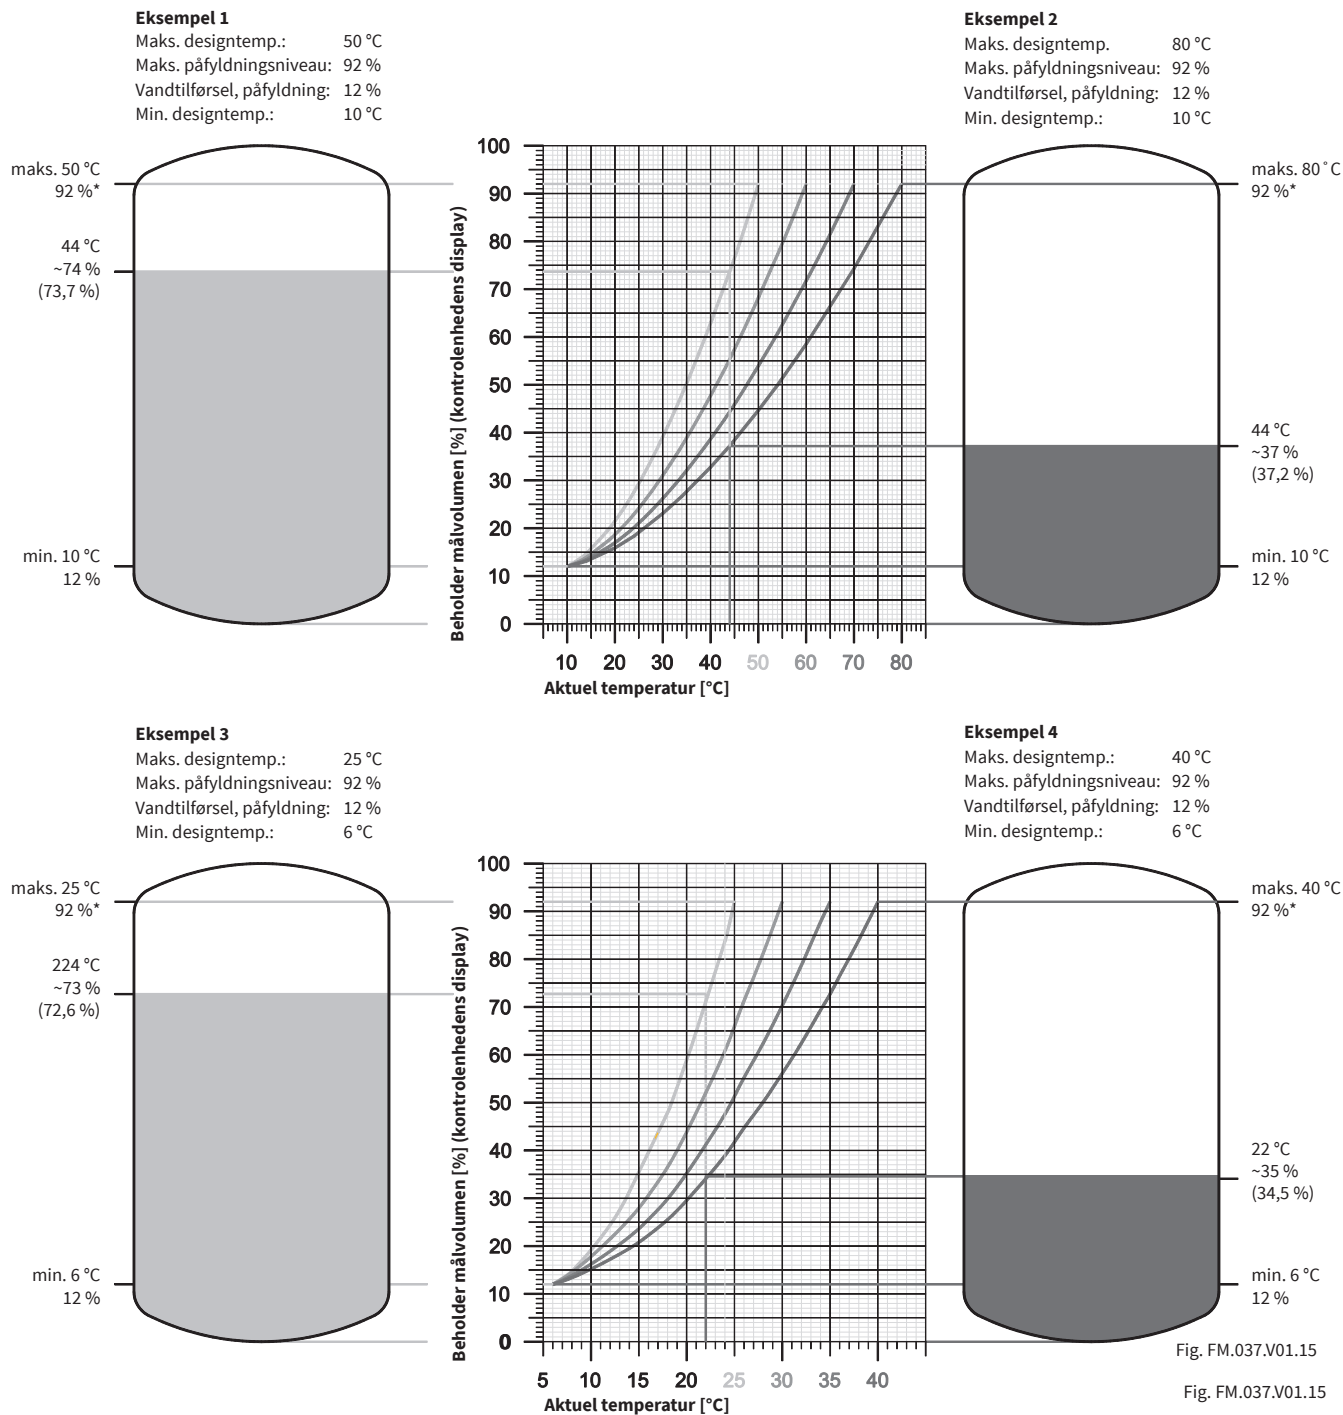 Eksempel 1
Maks. designtemp.: 50 °C
Maks. påfyldningsniveau: 92 %
Vandtilførsel, påfyldning: 12 %
Min. designtemp.: 10 °C
Eksempel 2
Maks. designtemp. 80 °C
Maks. påfyldningsniveau: 92 %
Vandtilførsel, påfyldning: 12 %
Min. designtemp.: 10 °C
maks. 50 °C
92 %*
44 °C
~74 %
(73,7 %)
min. 10 °C
12 %
Beholder målvolumen [%] (kontrolenhedens display)
100
90
80
70
60
50
40
30
20
10
0
10 20 30 40 50 60 70 80
Aktuel temperatur [°C]
maks. 80˚C
92 %*
44 °C
~37 %
(37,2 %)
min. 10 °C
12 %
Eksempel 3
Maks. designtemp.: 25 °C
Maks. påfyldningsniveau: 92 %
Vandtilførsel, påfyldning: 12 %
Min. designtemp.: 6 °C
Eksempel 4
Maks. designtemp.: 40 °C
Maks. påfyldningsniveau: 92 %
Vandtilførsel, påfyldning: 12 %
Min. designtemp.: 6 °C
maks. 25 °C
92 %*
224 °C
~73 %
(72,6 %)
min. 6 °C
12 %
Beholder målvolumen [%] (kontrolenhedens display)
100
90
80
70
60
50
40
30
20
10
0
5 10 15 20 25 30 35 40
Aktuel temperatur [°C]
maks. 40 °C
92 %*
22 °C
~35 %
(34,5 %)
min. 6 °C
12 %
Fig. FM.037.V01.15
Fig. FM.037.V01.15